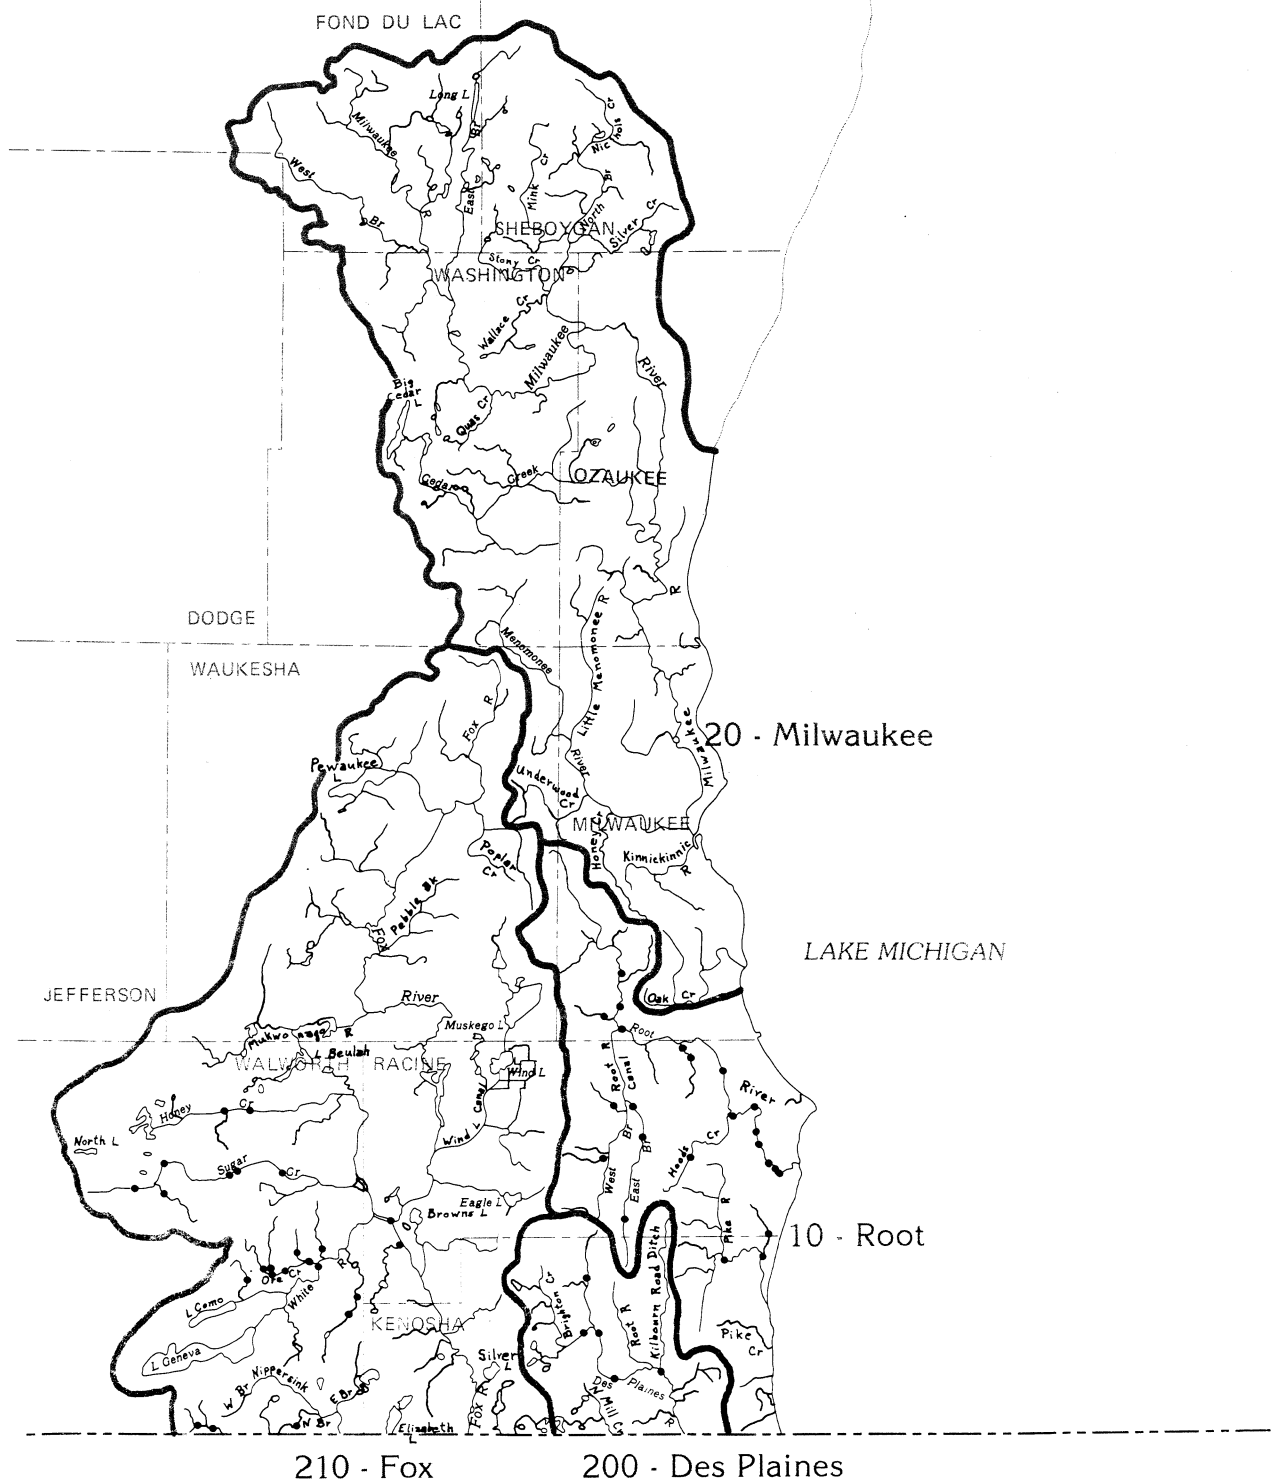 FOND DU LAC
Long L
Milwaukee
R
East
Br
Nichols
Cr
West
Br
Mink
Cr
North
Br
Silver
Cr
SHEBOYGAN
Stony Cr
WASHINGTON
Wallace
Cr
Milwaukee
River
Big
Cedar
L
Quas
Cr
Cedar
Creek
OZAUKEE
R
DODGE
WAUKESHA
Menomonee
Little Menomonee R
Fox
R
River
Milwaukee
20 - Milwaukee
Pewaukee
L
Underwood
Cr
MILWAUKEE
Honey Cr
Kinnickinnic
R
Poplar
Cr
Pebble Bk
Fox
LAKE MICHIGAN
JEFFERSON
River
Oak Cr
Muskego L
Root
Mukwonago
R
L Beulah
WALWORTH
RACINE
Wind L
Root R
Canal
River
Honey
Cr
Wind L
Canal
North L
Hoods
Cr
Sugar
Cr
West
Br
East
Br
Eagle L
Browns L
Pike
R
10 - Root
Ore Cr
White
R
L Como
Brighton
Cr
Root R
Kilbourn Road Ditch
KENOSHA
Pike
Cr
L Geneva
Silver
L
W Br
Nippersink
E Br
N Br
Fox R
Des
Plaines
R
N Mill Cr
Elizabeth
L
210 - Fox
200 - Des Plaines